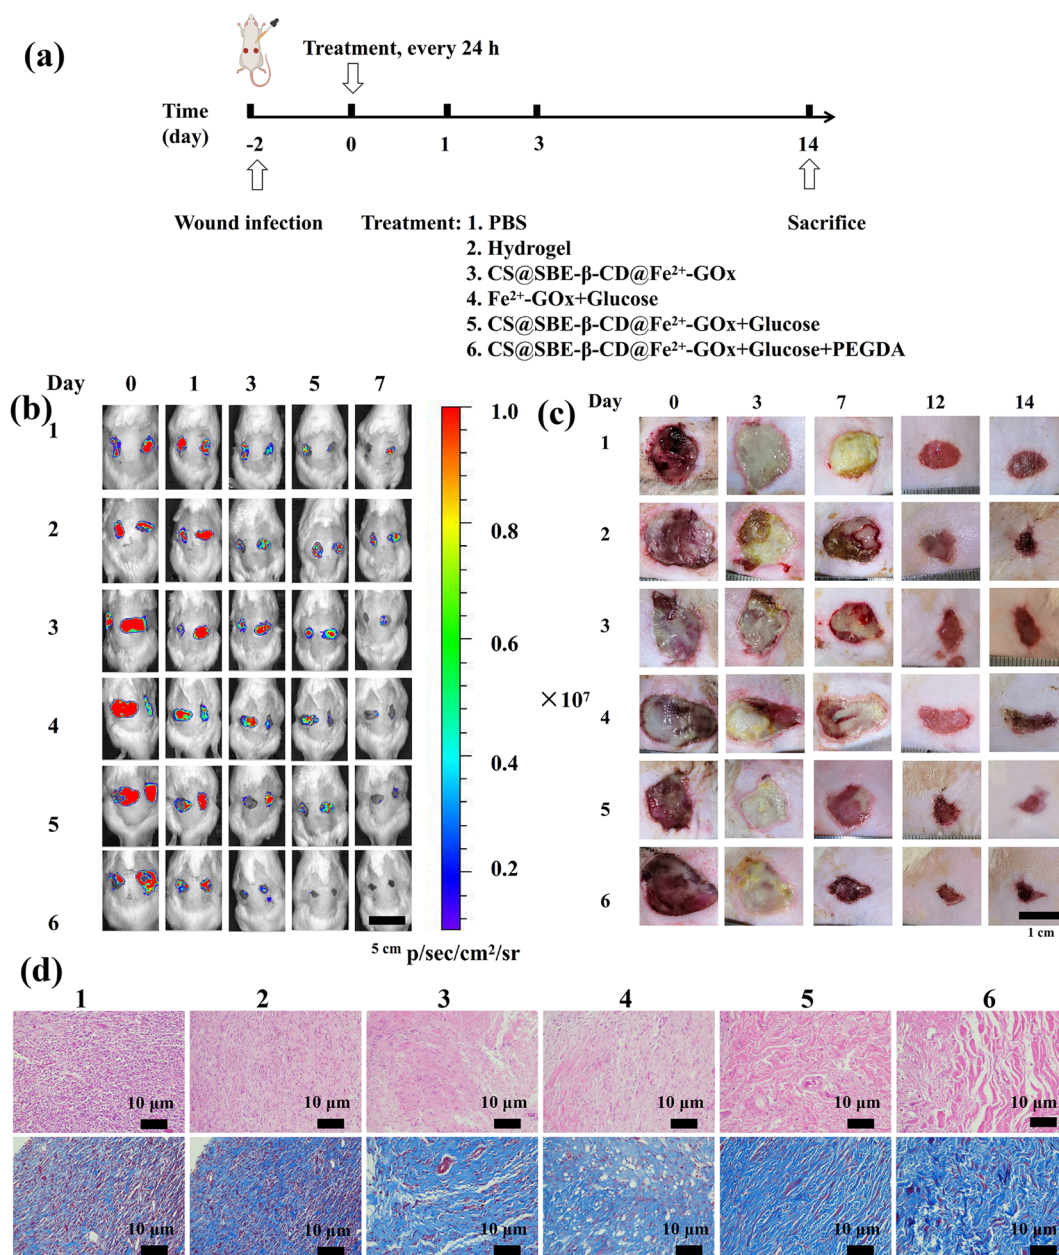 (a)
Treatment, every 24 h
Time
(day)
-2 0 1 3 14
Wound infection Treatment: 1. PBS Sacrifice
2. Hydrogel
3. CS@SBE-β-CD@Fe²⁺-GOx
4. Fe²⁺-GOx+Glucose
5. CS@SBE-β-CD@Fe²⁺-GOx+Glucose
6. CS@SBE-β-CD@Fe²⁺-GOx+Glucose+PEGDA
(b)
Day 0 1 3 5 7
1
2
3
4
5
6
1.0
0.8
0.6
×10⁷
0.4
0.2
5 cm p/sec/cm²/sr
(c)
Day 0 3 7 12 14
1
2
3
4
5
6
1 cm
(d)
1 2 3 4 5 6
10 μm 10 μm 10 μm 10 μm 10 μm 10 μm
10 μm 10 μm 10 μm 10 μm 10 μm 10 μm